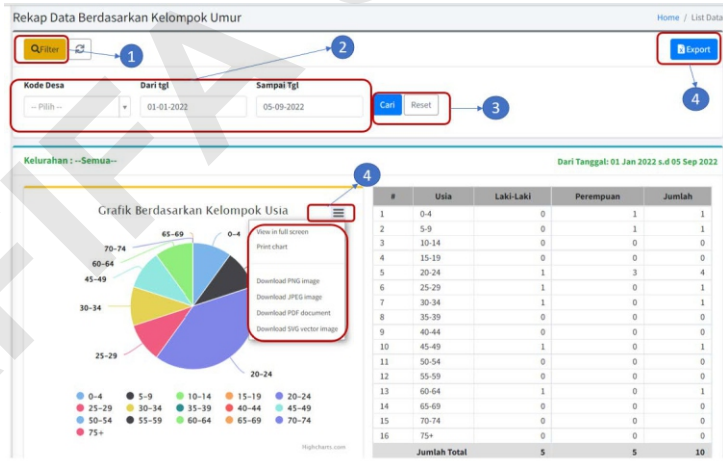 Rekap Data Berdasarkan Kelompok Umur
Home / List Data
Filter
1
2
Export
4
Kode Desa Dari tgl Sampai Tgl
-- Pilih -- 01-01-2022 05-09-2022 Cari Reset
3
Kelurahan : --Semua--
Dari Tanggal: 01 Jan 2022 s.d 05 Sep 2022
4
Grafik Berdasarkan Kelompok Usia
View in full screen
Print chart
Download PNG image
Download JPEG image
Download PDF document
Download SVG vector image
65-69
0-4
70-74
60-64
45-49
30-34
25-29
20-24
0-4 5-9 10-14 15-19 20-24
25-29 30-34 35-39 40-44 45-49
50-54 55-59 60-64 65-69 70-74
75+
Highcharts.com
# Usia Laki-Laki Perempuan Jumlah
1 0-4 0 1 1
2 5-9 0 1 1
3 10-14 0 0 0
4 15-19 0 0 0
5 20-24 1 3 4
6 25-29 1 0 1
7 30-34 1 0 1
8 35-39 0 0 0
9 40-44 0 0 0
10 45-49 1 0 1
11 50-54 0 0 0
12 55-59 0 0 0
13 60-64 1 0 1
14 65-69 0 0 0
15 70-74 0 0 0
16 75+ 0 0 0
Jumlah Total 5 5 10